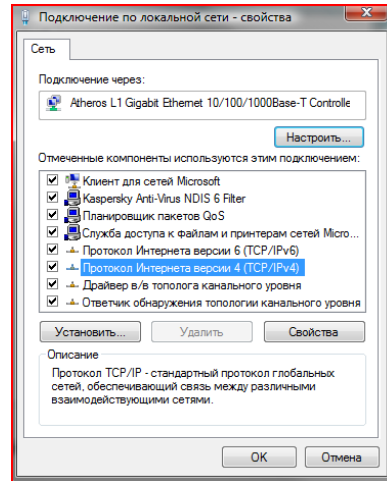 Подключение по локальной сети - свойства
Сеть
Подключение через:
Atheros L1 Gigabit Ethernet 10/100/1000Base-T Controlle
Настроить...
Отмеченные компоненты используются этим подключением:
Клиент для сетей Microsoft
Kaspersky Anti-Virus NDIS 6 Filter
Планировщик пакетов QoS
Служба доступа к файлам и принтерам сетей Micro...
Протокол Интернета версии 6 (TCP/IPv6)
Протокол Интернета версии 4 (TCP/IPv4)
Драйвер в/в тополога канального уровня
Ответчик обнаружения топологии канального уровня
Установить... Удалить Свойства
Описание
Протокол TCP/IP - стандартный протокол глобальных
сетей, обеспечивающий связь между различными
взаимодействующими сетями.
OK Отмена